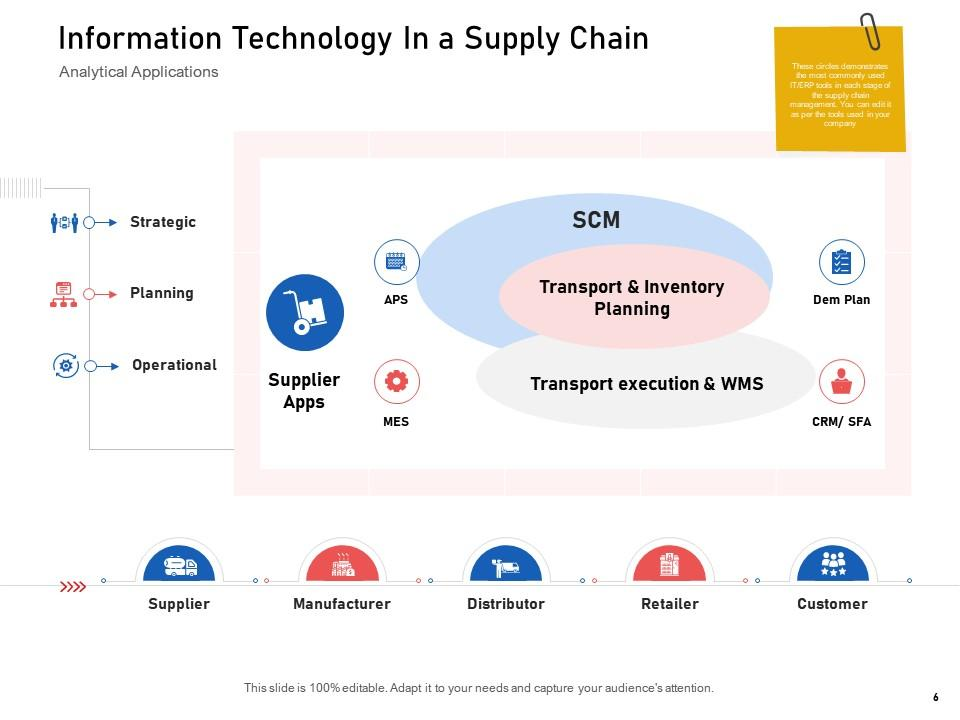 Information Technology In a Supply Chain
Analytical Applications
These circles demonstrates
the most commonly used
IT/ERP tools in each stage of
the supply chain
management. You can edit it
as per the tools used in your
company
Strategic
Planning
Operational
Supplier
Apps
APS
MES
SCM
Transport & Inventory
Planning
Transport execution & WMS
Dem Plan
CRM/ SFA
Supplier
Manufacturer
Distributor
Retailer
Customer
This slide is 100% editable. Adapt it to your needs and capture your audience's attention.
6